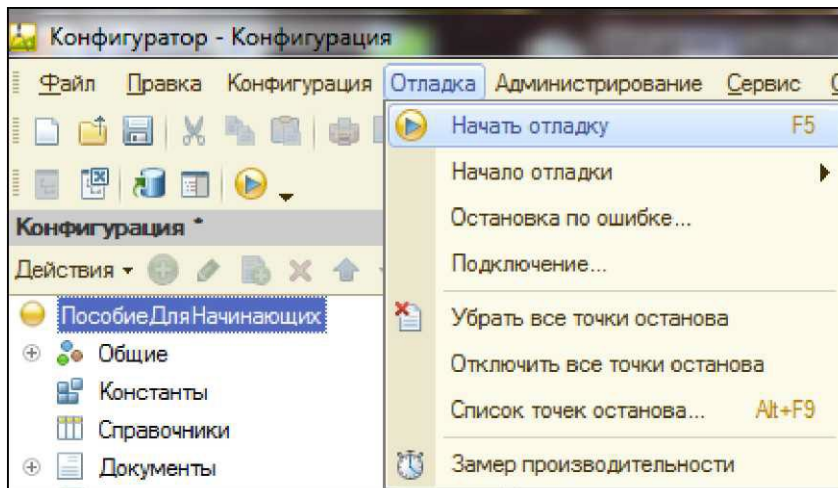 Конфигуратор - Конфигурация
Файл Правка Конфигурация Отладка Администрирование Сервис
Начать отладку F5
Начало отладки
Остановка по ошибке...
Конфигурация *
Действия
Подключение...
ПособиеДляНачинающих
Убрать все точки останова
Общие
Отключить все точки останова
Константы
Список точек останова... Alt+F9
Справочники
Документы
Замер производительности